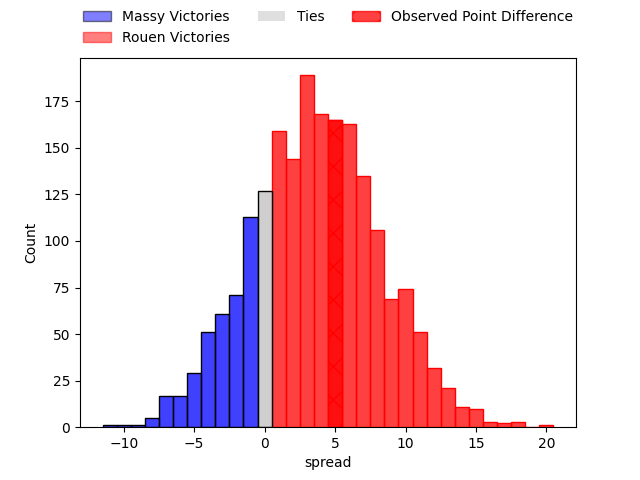 Massy Victories
Ties
Observed Point Difference
Rouen Victories
175
150
125
100
75
50
25
0
Count
−10
−5
0
5
10
15
20
spread